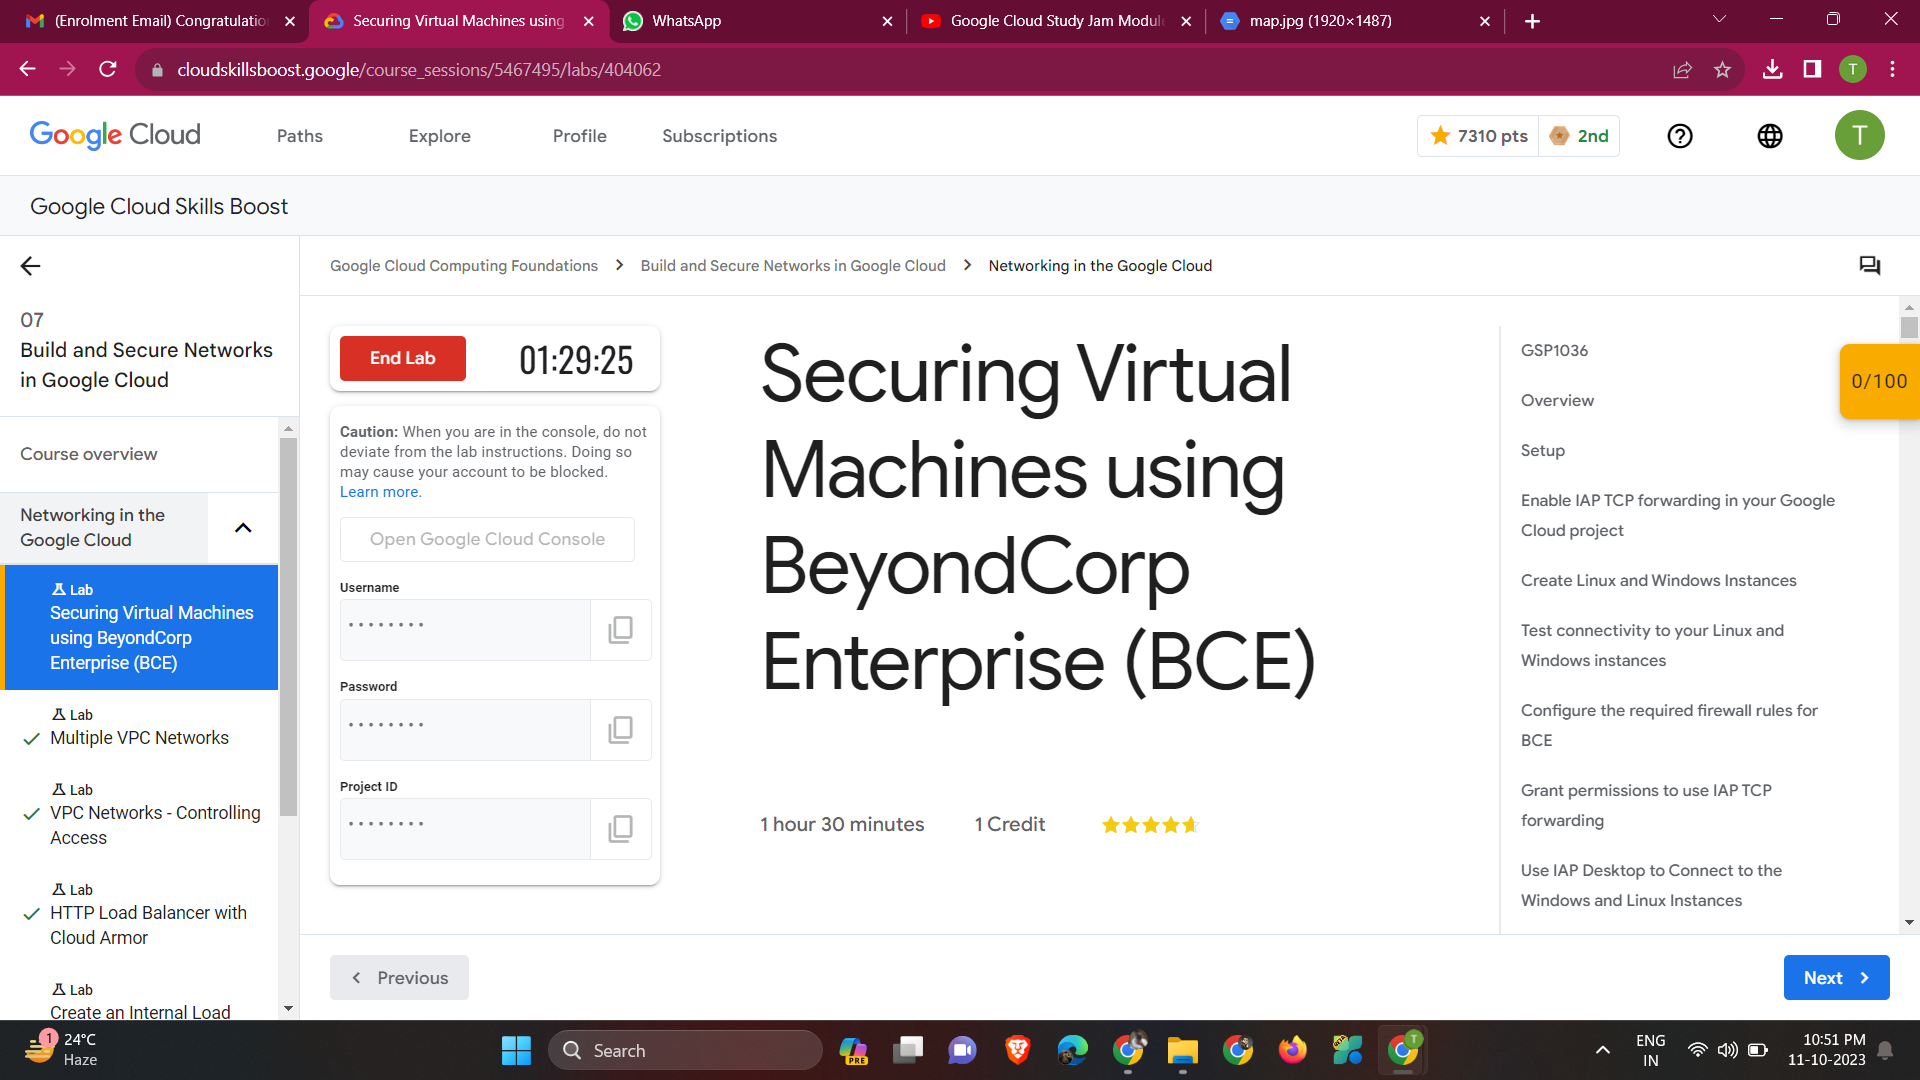 (Enrolment Email) Congratulatio
Securing Virtual Machines using
WhatsApp
Google Cloud Study Jam Modul
map.jpg (1920×1487)
cloudskillsboost.google/course_sessions/5467495/labs/404062
T
Google Cloud
Paths
Explore
Profile
Subscriptions
7310 pts
2nd
T
Google Cloud Skills Boost
07
Build and Secure Networks
in Google Cloud
Course overview
Networking in the
Google Cloud
Lab
Securing Virtual Machines
using BeyondCorp
Enterprise (BCE)
Lab
Multiple VPC Networks
Lab
VPC Networks - Controlling
Access
Lab
HTTP Load Balancer with
Cloud Armor
Lab
Create an Internal Load
Google Cloud Computing Foundations
Build and Secure Networks in Google Cloud
Networking in the Google Cloud
End Lab
01:29:25
Caution: When you are in the console, do not
deviate from the lab instructions. Doing so
may cause your account to be blocked.
Learn more.
Open Google Cloud Console
Username
Password
Project ID
Securing Virtual
Machines using
BeyondCorp
Enterprise (BCE)
1 hour 30 minutes
1 Credit
GSP1036
Overview
Setup
Enable IAP TCP forwarding in your Google
Cloud project
Create Linux and Windows Instances
Test connectivity to your Linux and
Windows instances
Configure the required firewall rules for
BCE
Grant permissions to use IAP TCP
forwarding
Use IAP Desktop to Connect to the
Windows and Linux Instances
0/100
Previous
Next
1
24°C
Haze
Search
PRE
T
ENG
IN
10:51 PM
11-10-2023